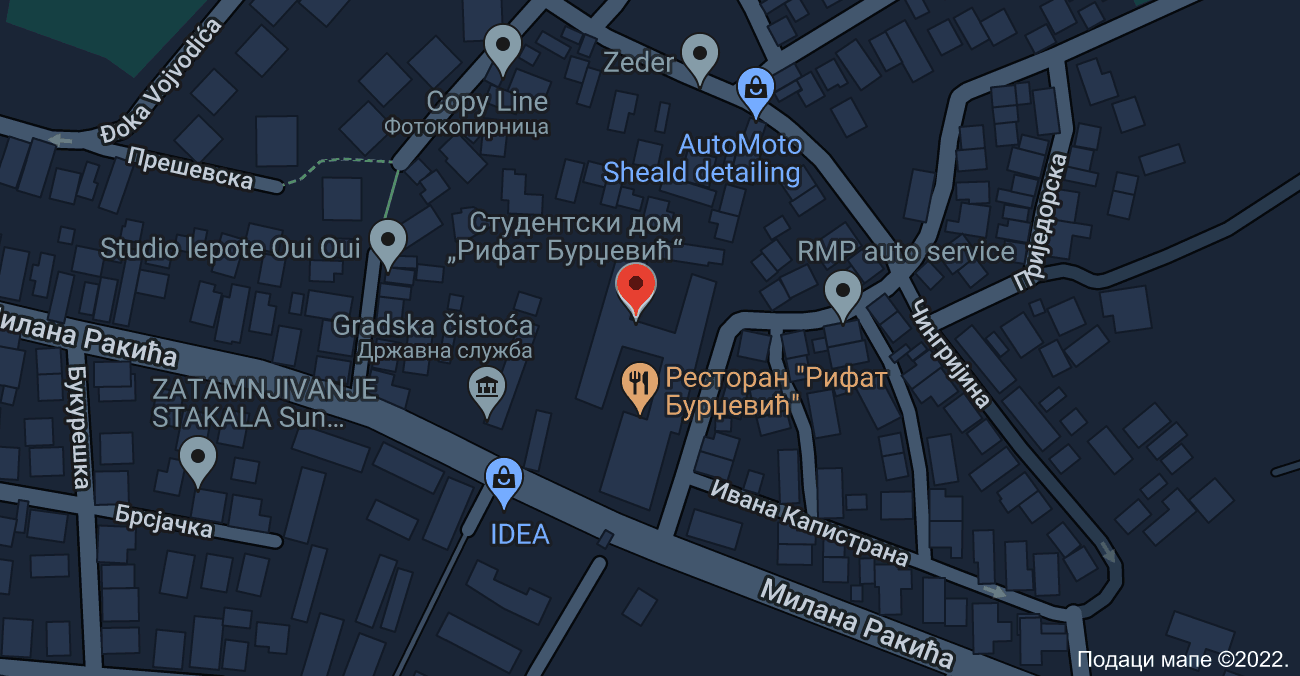 Đoka Vojvodića
Zeder
Copy Line
Фотокопирница
AutoMoto
Sheald detailing
Прешевска
Приједорска
Студентски дом
„Рифат Бурџевић“
Studio lepote Oui Oui
RMP auto service
Милана Ракића
Gradska čistoća
Државна служба
Чингријина
Букурешка
ZATAMNJIVANJE
STAKALA Sun...
Ресторан "Рифат
Бурџевић"
Брсјачка
IDEA
Ивана Капистрана
Милана Ракића
Подаци мапе ©2022.